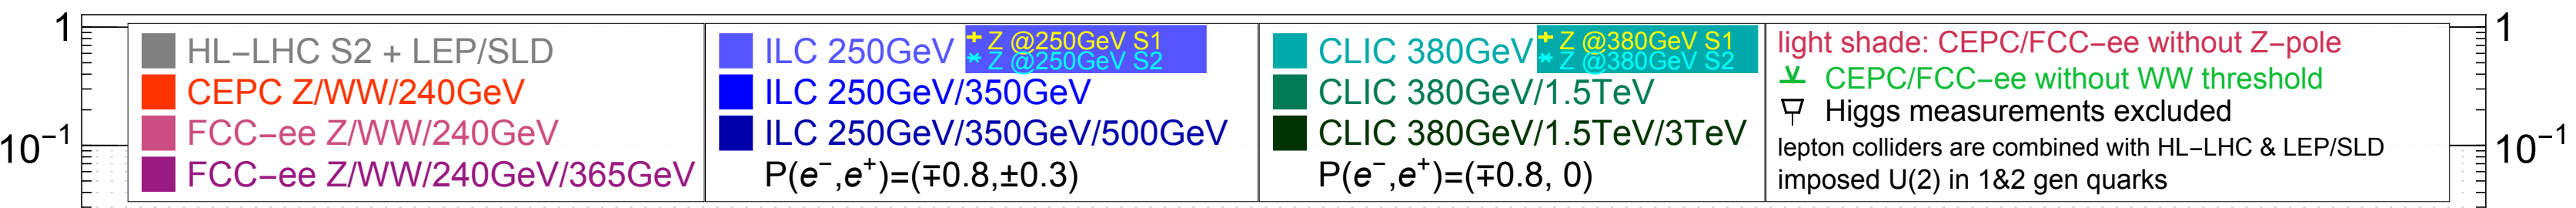 1
10⁻¹
HL–LHC S2 + LEP/SLD
CEPC Z/WW/240GeV
FCC–ee Z/WW/240GeV
FCC–ee Z/WW/240GeV/365GeV
ILC 250GeV
+ Z @250GeV S1
* Z @250GeV S2
ILC 250GeV/350GeV
ILC 250GeV/350GeV/500GeV
P(e⁻,e⁺)=(∓0.8,±0.3)
CLIC 380GeV
+ Z @380GeV S1
* Z @380GeV S2
CLIC 380GeV/1.5TeV
CLIC 380GeV/1.5TeV/3TeV
P(e⁻,e⁺)=(∓0.8, 0)
light shade: CEPC/FCC–ee without Z–pole
CEPC/FCC–ee without WW threshold
Higgs measurements excluded
lepton colliders are combined with HL–LHC & LEP/SLD
imposed U(2) in 1&2 gen quarks
1
10⁻¹